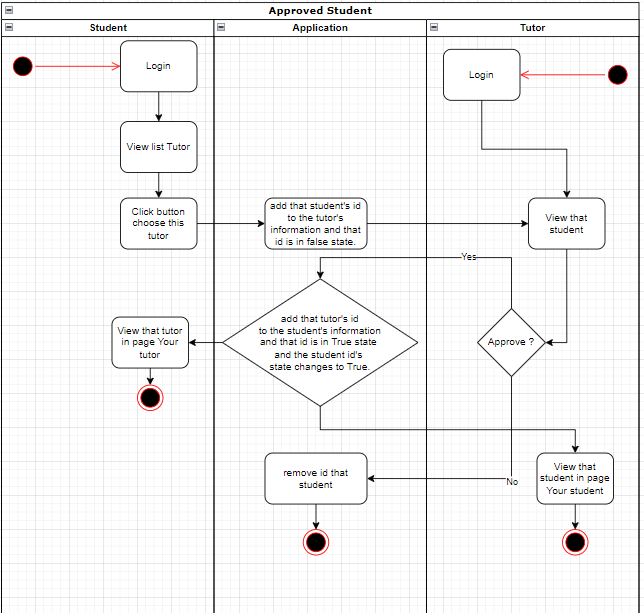 Approved Student
Student
Application
Tutor
Login
Login
View list Tutor
Click button
choose this
tutor
add that student's id
to the tutor's
information and that
id is in false state.
View that
student
Yes
add that tutor's id
to the student's information
and that id is in True state
and the student id's
state changes to True.
Approve ?
View that tutor
in page Your
tutor
remove id that
student
No
View that
student in page
Your student